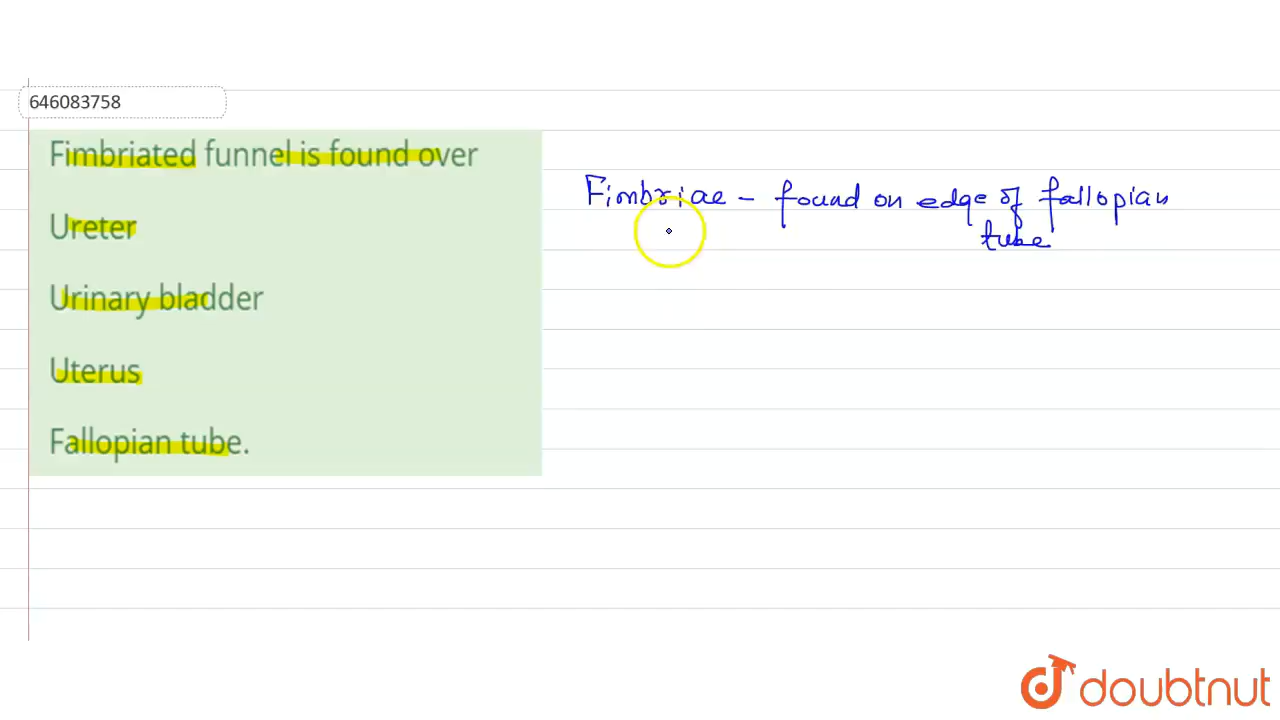 646083758
Fimbriated funnel is found over
Ureter
Urinary bladder
Uterus
Fallopian tube.
Fimbriae - found on edge of fallopian
tube
doubtnut